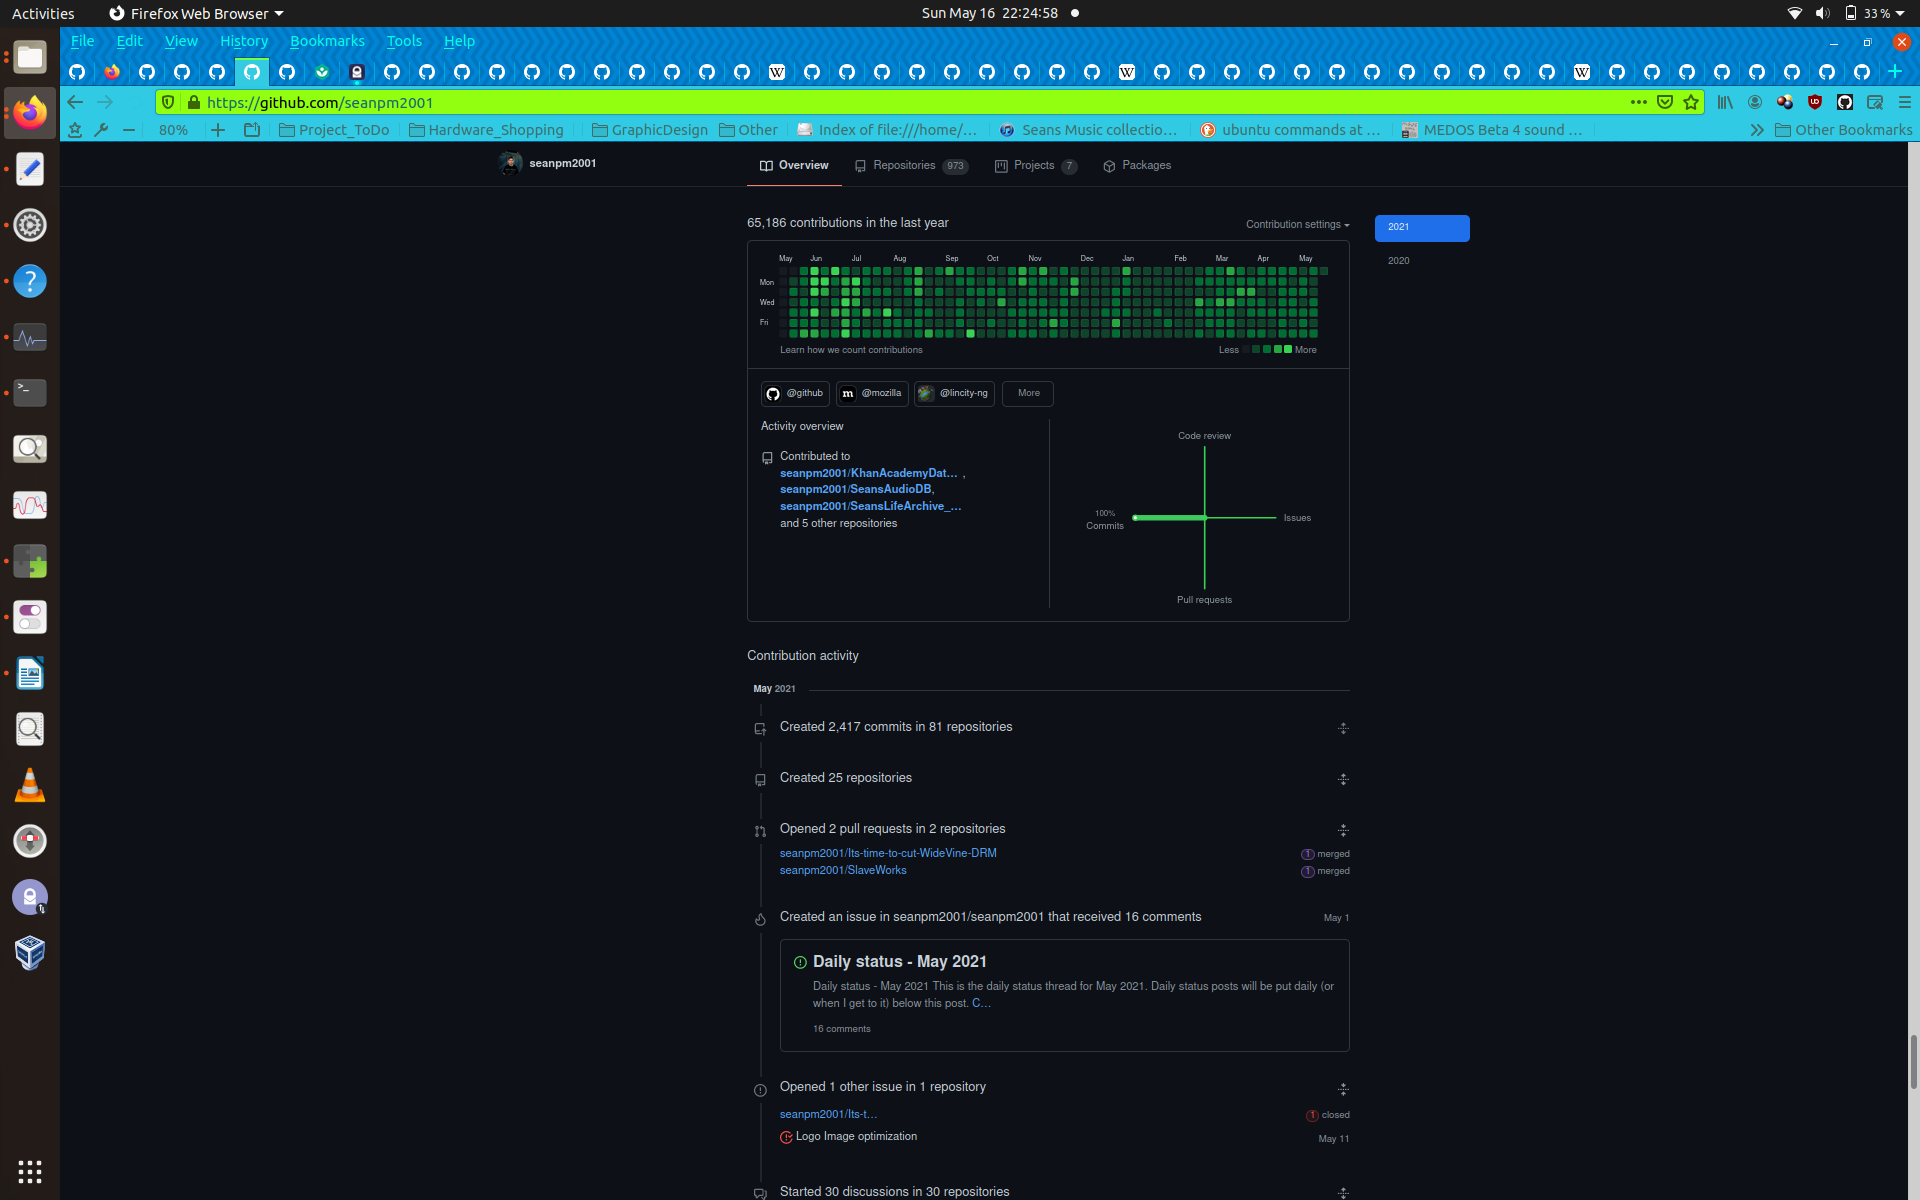 Activities
Firefox Web Browser
Sun May 16 22:24:58
33 %
File Edit View History Bookmarks Tools Help
https://github.com/seanpm2001
80%
Project_ToDo
Hardware_Shopping
GraphicDesign
Other
Index of file:///home/...
Seans Music collectio...
ubuntu commands at ...
MEDOS Beta 4 sound ...
Other Bookmarks
seanpm2001
Overview
Repositories 973
Projects 7
Packages
65,186 contributions in the last year
Contribution settings
2021
2020
May Jun Jul Aug Sep Oct Nov Dec Jan Feb Mar Apr May
Mon
Wed
Fri
Learn how we count contributions
Less More
@github
@mozilla
@lincity-ng
More
Activity overview
Contributed to
seanpm2001/KhanAcademyDat… ,
seanpm2001/SeansAudioDB,
seanpm2001/SeansLifeArchive_…
and 5 other repositories
Code review
100%
Commits
Issues
Pull requests
Contribution activity
May 2021
Created 2,417 commits in 81 repositories
Created 25 repositories
Opened 2 pull requests in 2 repositories
seanpm2001/Its-time-to-cut-WideVine-DRM
1 merged
seanpm2001/SlaveWorks
1 merged
Created an issue in seanpm2001/seanpm2001 that received 16 comments
May 1
Daily status - May 2021
Daily status - May 2021 This is the daily status thread for May 2021. Daily status posts will be put daily (or
when I get to it) below this post. C…
16 comments
Opened 1 other issue in 1 repository
seanpm2001/Its-t…
1 closed
Logo Image optimization
May 11
Started 30 discussions in 30 repositories